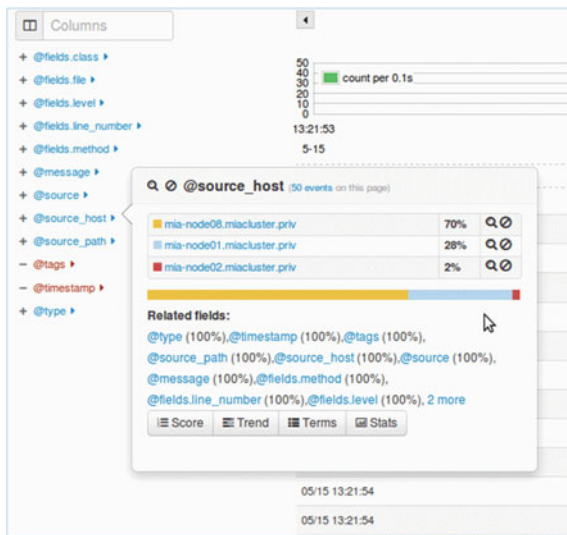 Columns
+ @fields.class
+ @fields.file
+ @fields.level
+ @fields.line_number
+ @fields.method
+ @message
+ @source
+ @source_host
+ @source_path
− @tags
− @timestamp
+ @type
50
40
30
20
10
0
count per 0.1s
13:21:53
5-15
@source_host (50 events on this page)
mia-node08.miacluster.priv 70%
mia-node01.miacluster.priv 28%
mia-node02.miacluster.priv 2%
Related fields:
@type (100%),@timestamp (100%),@tags (100%),
@source_path (100%),@source_host (100%),@source (100%),
@message (100%),@fields.method (100%),
@fields.line_number (100%),@fields.level (100%), 2 more
Score Trend Terms Stats
05/15 13:21:54
05/15 13:21:54